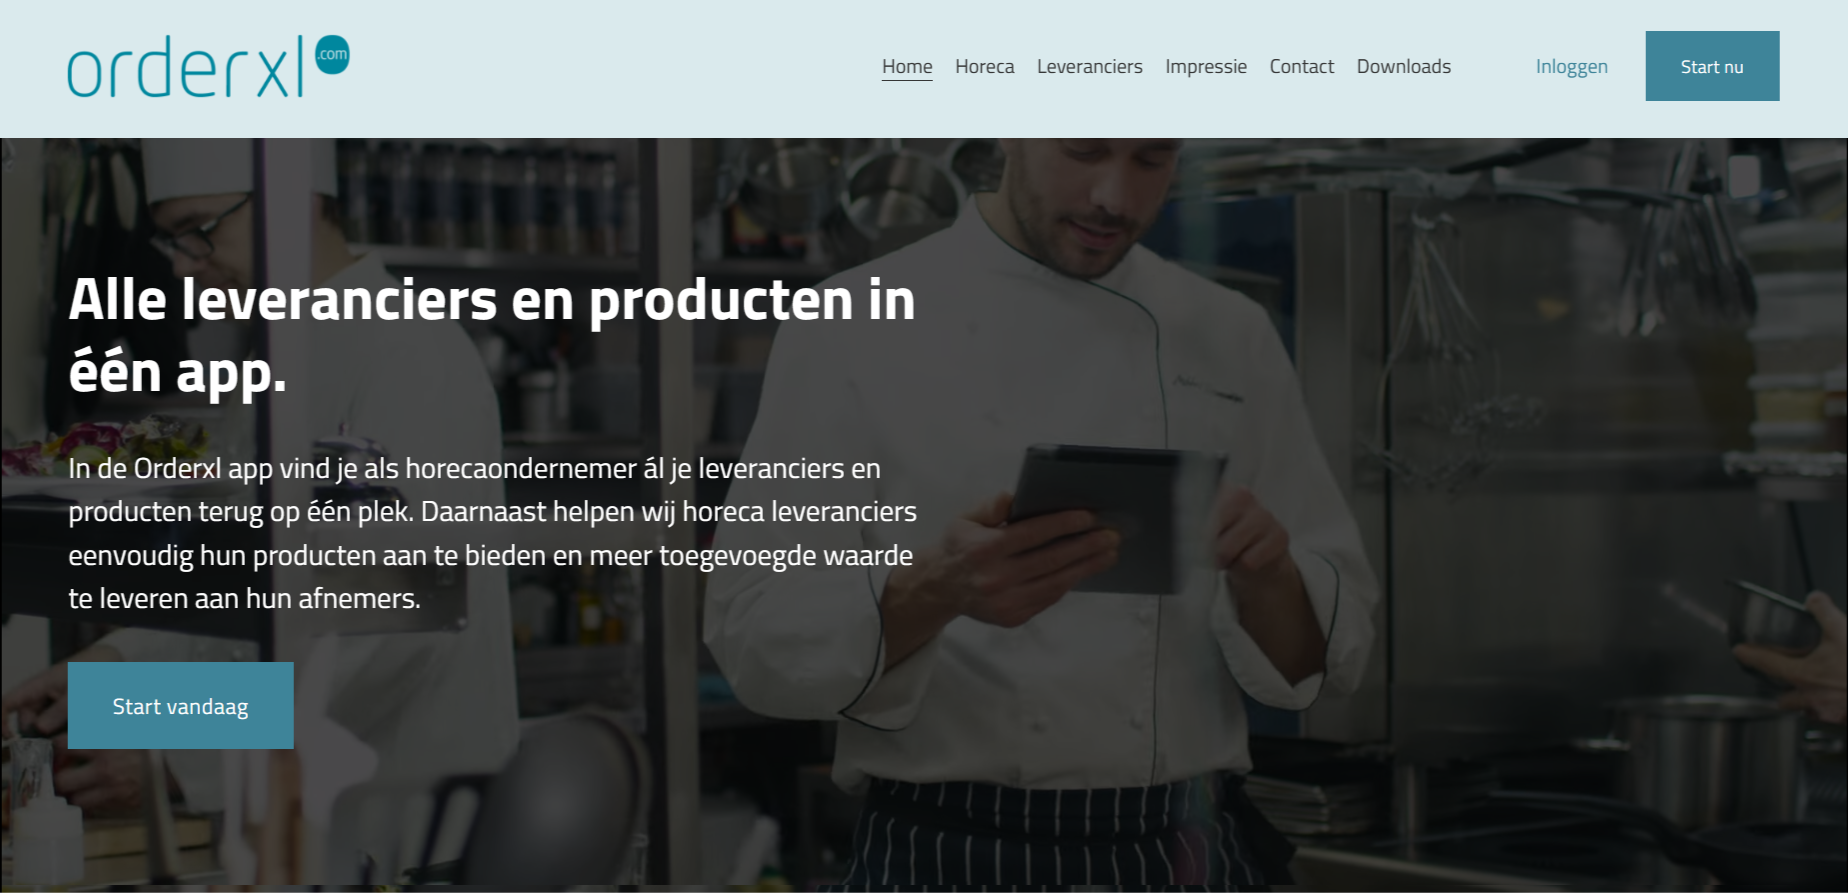 orderxl.com
Home Horeca Leveranciers Impressie Contact Downloads Inloggen Start nu
Alle leveranciers en producten in
één app.
In de Orderxl app vind je als horecaondernemer ál je leveranciers en
producten terug op één plek. Daarnaast helpen wij horeca leveranciers
eenvoudig hun producten aan te bieden en meer toegevoegde waarde
te leveren aan hun afnemers.
Start vandaag